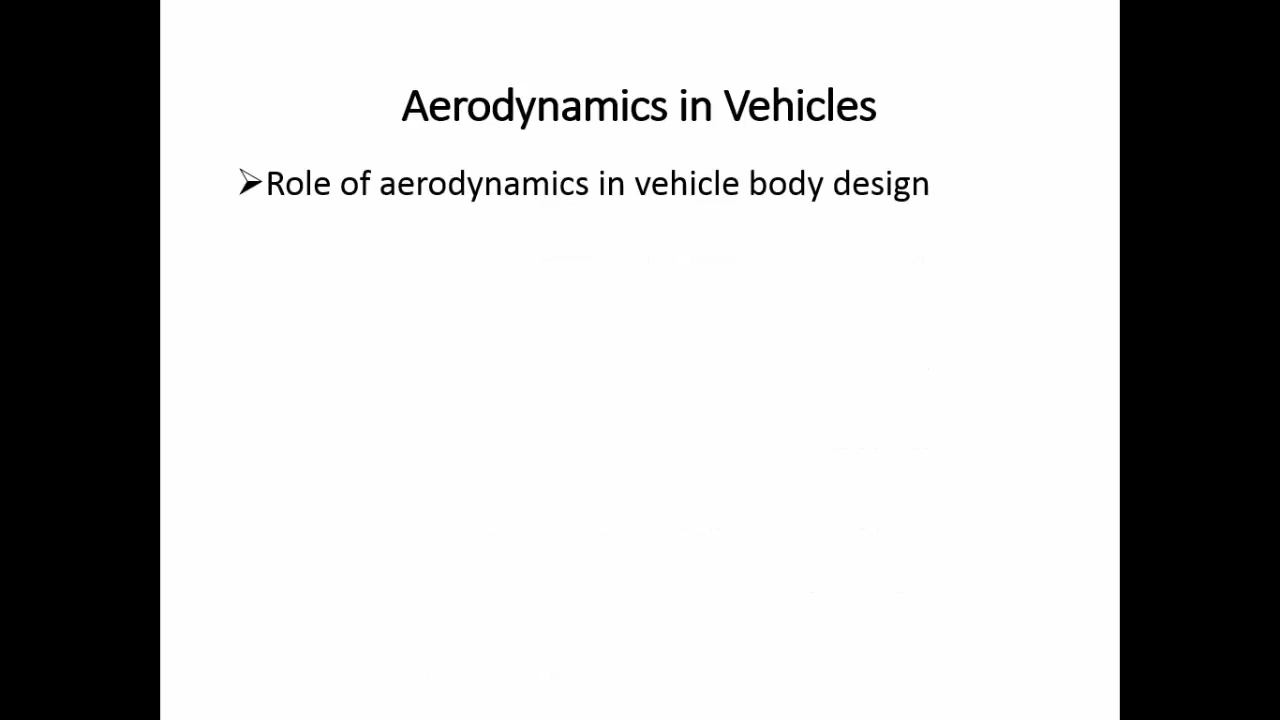 Aerodynamics in Vehicles
➢Role of aerodynamics in vehicle body design